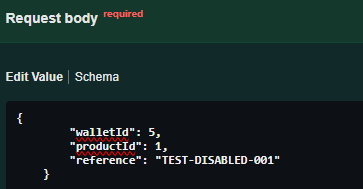 Request body required
Edit Value | Schema
{
"walletId": 5,
"productId": 1,
"reference": "TEST-DISABLED-001"
}